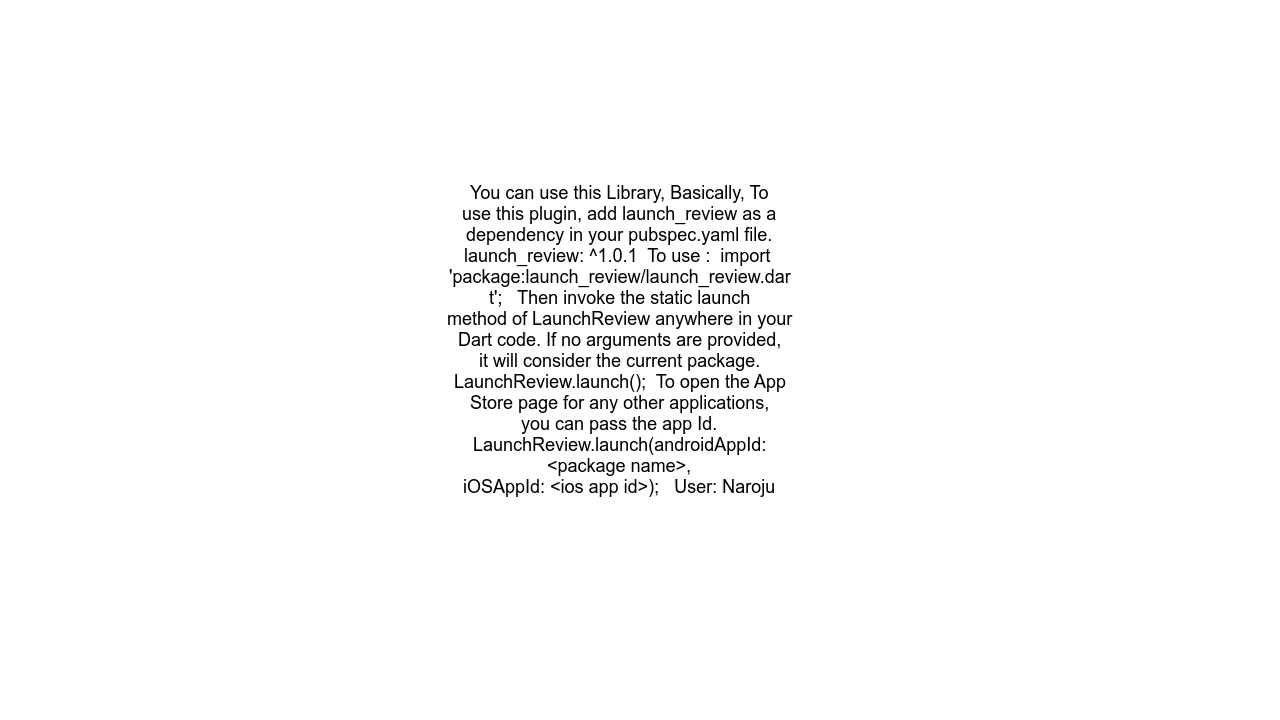 You can use this Library, Basically, To
use this plugin, add launch_review as a
dependency in your pubspec.yaml file.
launch_review: ^1.0.1  To use :  import
'package:launch_review/launch_review.dar
t';   Then invoke the static launch
method of LaunchReview anywhere in your
Dart code. If no arguments are provided,
it will consider the current package.
LaunchReview.launch();  To open the App
Store page for any other applications,
you can pass the app Id.
LaunchReview.launch(androidAppId:
<package name>,
iOSAppId: <ios app id>);   User: Naroju